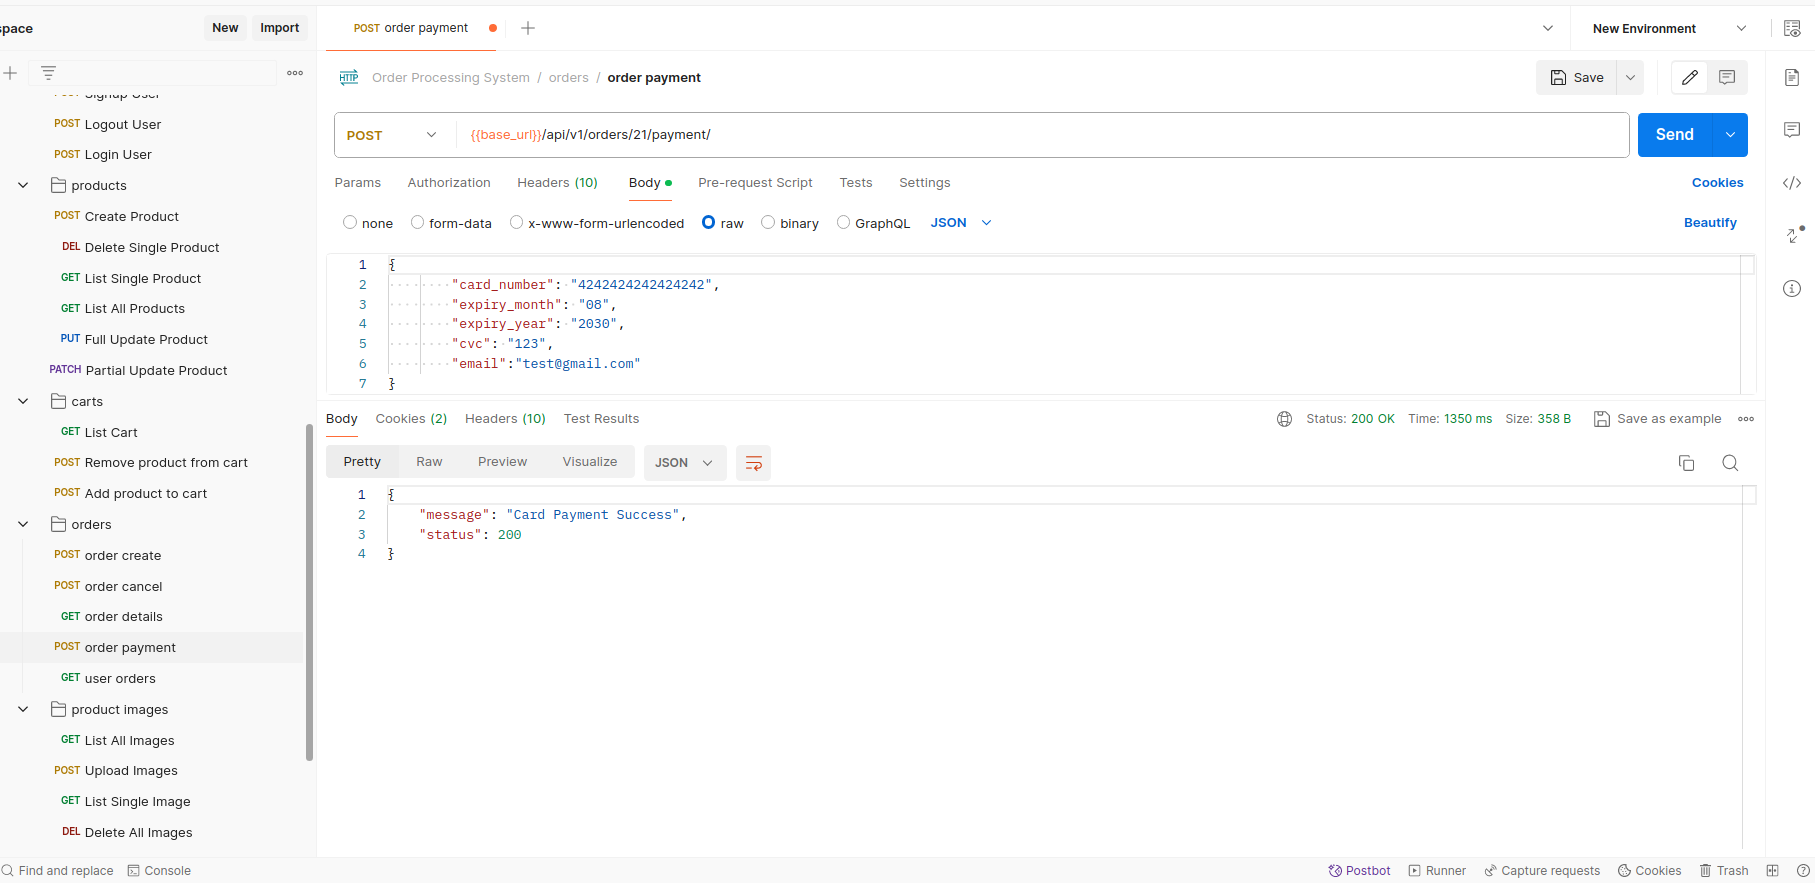 space
New
Import
POST order payment
New Environment
Order Processing System / orders / order payment
Save
Signup User
POST Logout User
POST Login User
products
POST Create Product
DEL Delete Single Product
GET List Single Product
GET List All Products
PUT Full Update Product
PATCH Partial Update Product
carts
GET List Cart
POST Remove product from cart
POST Add product to cart
orders
POST order create
POST order cancel
GET order details
POST order payment
GET user orders
product images
GET List All Images
POST Upload Images
GET List Single Image
DEL Delete All Images
POST
{{base_url}}/api/v1/orders/21/payment/
Send
Params Authorization Headers (10) Body Pre-request Script Tests Settings Cookies
none form-data x-www-form-urlencoded raw binary GraphQL JSON Beautify
1 {
2 "card_number": "4242424242424242",
3 "expiry_month": "08",
4 "expiry_year": "2030",
5 "cvc": "123",
6 "email":"test@gmail.com"
7 }
Body Cookies (2) Headers (10) Test Results Status: 200 OK Time: 1350 ms Size: 358 B Save as example
Pretty Raw Preview Visualize JSON
1 {
2 "message": "Card Payment Success",
3 "status": 200
4 }
Find and replace Console Postbot Runner Capture requests Cookies Trash